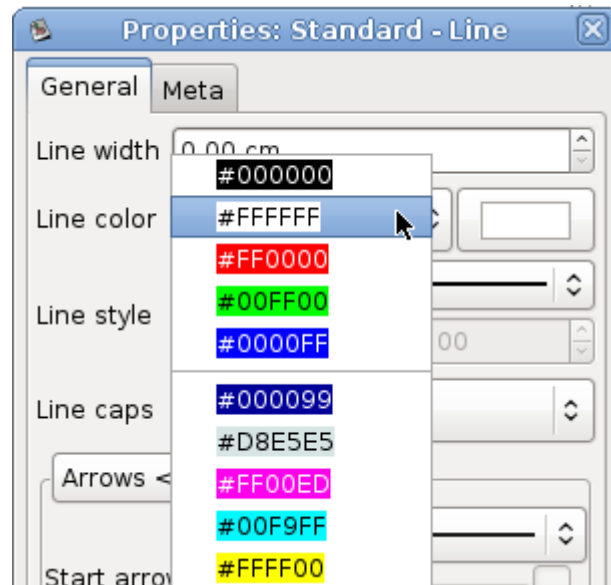 Properties: Standard - Line
General
Meta
Line width
0.00 cm
#000000
Line color
#FFFFFF
#FF0000
#00FF00
Line style
#0000FF
00
#000099
Line caps
#D8E5E5
Arrows <
#FF00ED
#00F9FF
#FFFF00
Start arrow